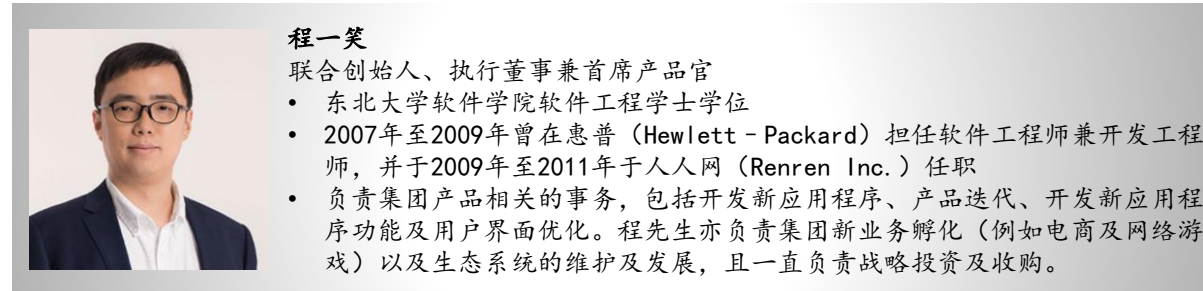 程一笑
联合创始人、执行董事兼首席产品官
• 东北大学软件学院软件工程学士学位
• 2007年至2009年曾在惠普（Hewlett‐Packard）担任软件工程师兼开发工程
师，并于2009年至2011年于人人网（Renren Inc.）任职
• 负责集团产品相关的事务，包括开发新应用程序、产品迭代、开发新应用程
序功能及用户界面优化。程先生亦负责集团新业务孵化（例如电商及网络游
戏）以及生态系统的维护及发展，且一直负责战略投资及收购。